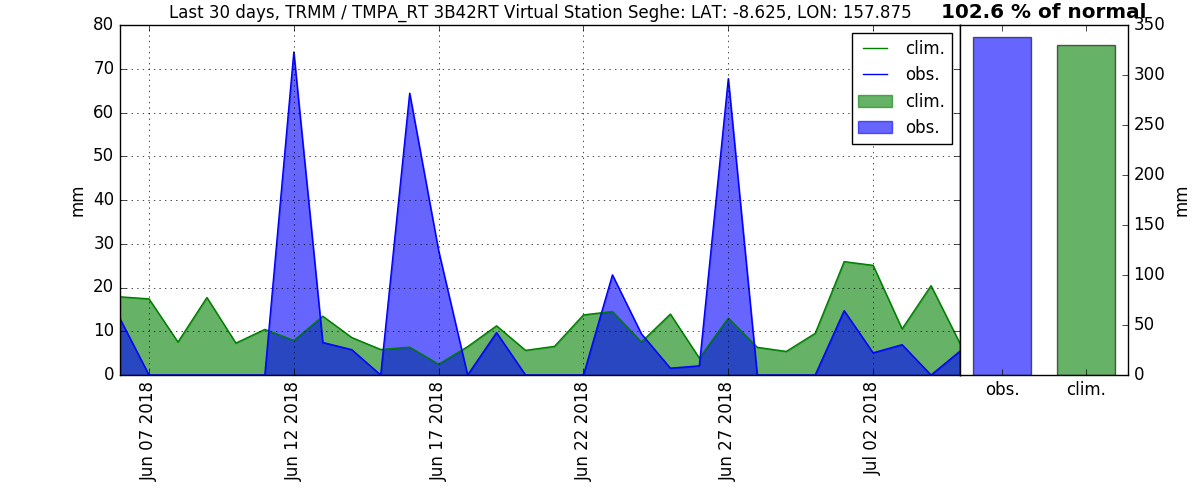 Last 30 days, TRMM / TMPA_RT 3B42RT Virtual Station Seghe: LAT: -8.625, LON: 157.875
102.6 % of normal
80
70
60
50
40
30
20
10
0
mm
clim.
obs.
clim.
obs.
350
300
250
200
150
100
50
0
mm
obs.
clim.
Jun 07 2018
Jun 12 2018
Jun 17 2018
Jun 22 2018
Jun 27 2018
Jul 02 2018